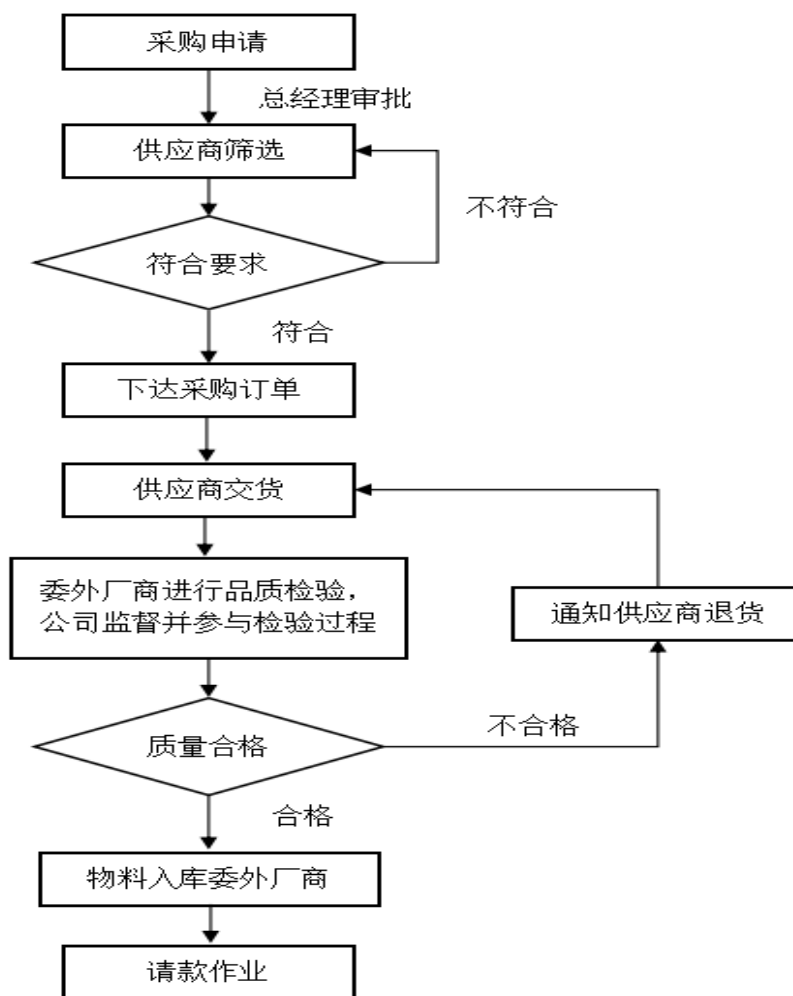 采购申请
总经理审批
供应商筛选
不符合
符合要求
符合
下达采购订单
供应商交货
委外厂商进行品质检验，
公司监督并参与检验过程
通知供应商退货
不合格
质量合格
合格
物料入库委外厂商
请款作业